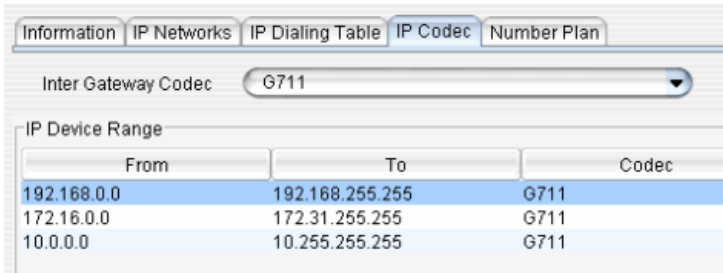 Information IP Networks IP Dialing Table IP Codec Number Plan
Inter Gateway Codec G711
IP Device Range
From To Codec
192.168.0.0 192.168.255.255 G711
172.16.0.0 172.31.255.255 G711
10.0.0.0 10.255.255.255 G711